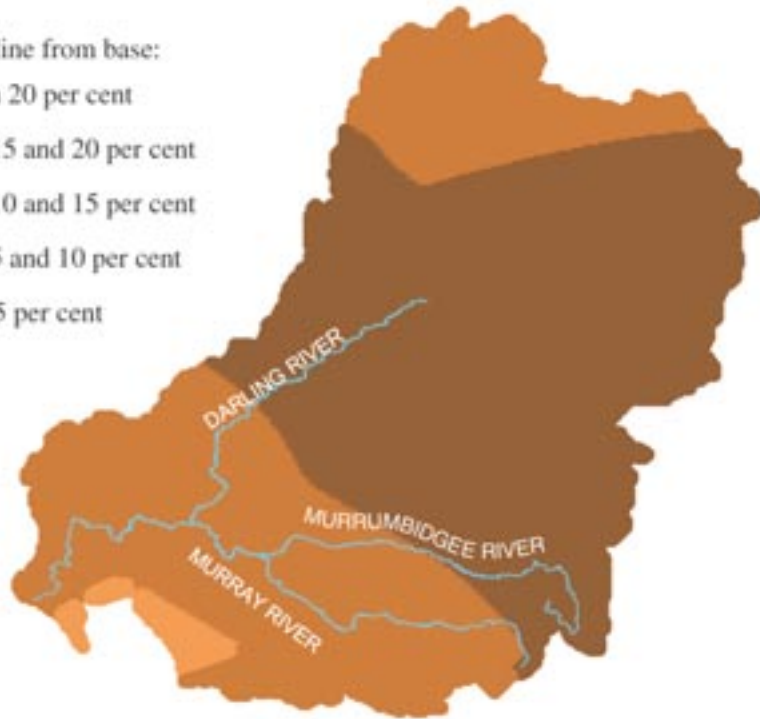 line from base:
20 per cent
5 and 20 per cent
0 and 15 per cent
and 10 per cent
5 per cent
DARLING RIVER
MURRUMBIDGEE RIVER
MURRAY RIVER